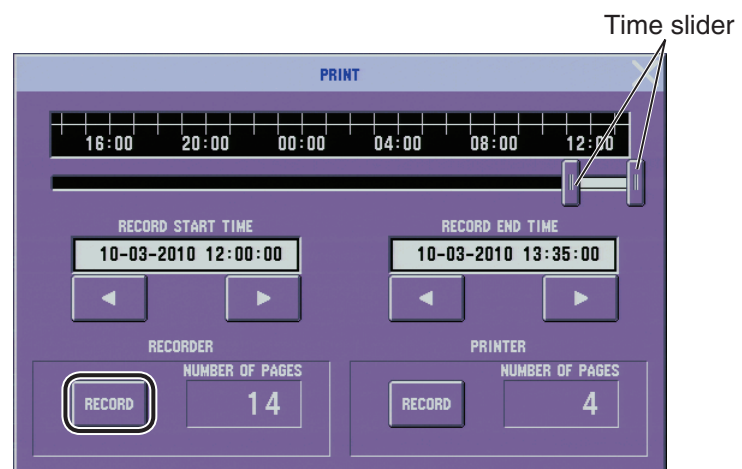 Time slider
PRINT
16:00 20:00 00:00 04:00 08:00 12:00
RECORD START TIME RECORD END TIME
10-03-2010 12:00:00 10-03-2010 13:35:00
RECORDER PRINTER
NUMBER OF PAGES NUMBER OF PAGES
RECORD 14 RECORD 4